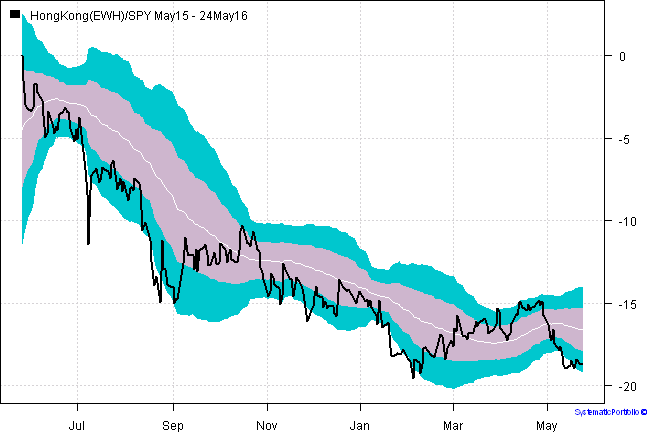 HongKong(EWH)/SPY May15 - 24May16
0
-5
-10
-15
-20
Jul Sep Nov Jan Mar May
SystematicPortfolio ©